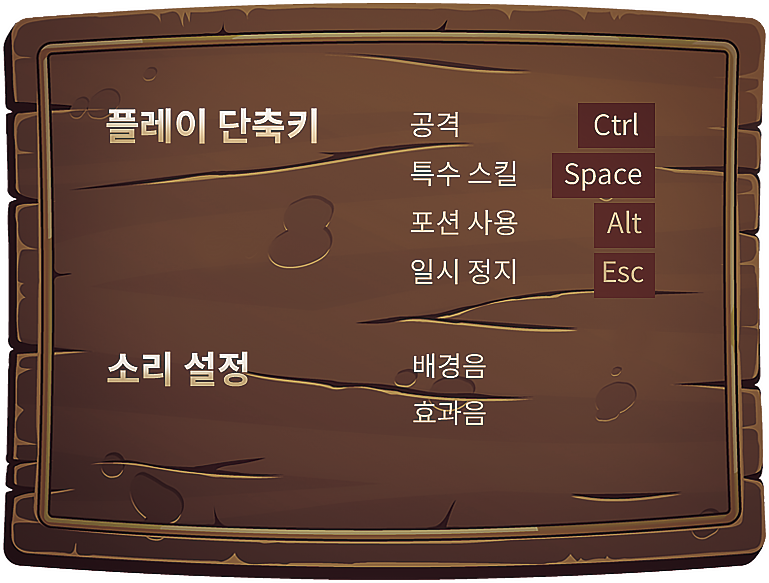 플레이 단축키
공격 Ctrl
특수 스킬 Space
포션 사용 Alt
일시 정지 Esc
소리 설정
배경음
효과음